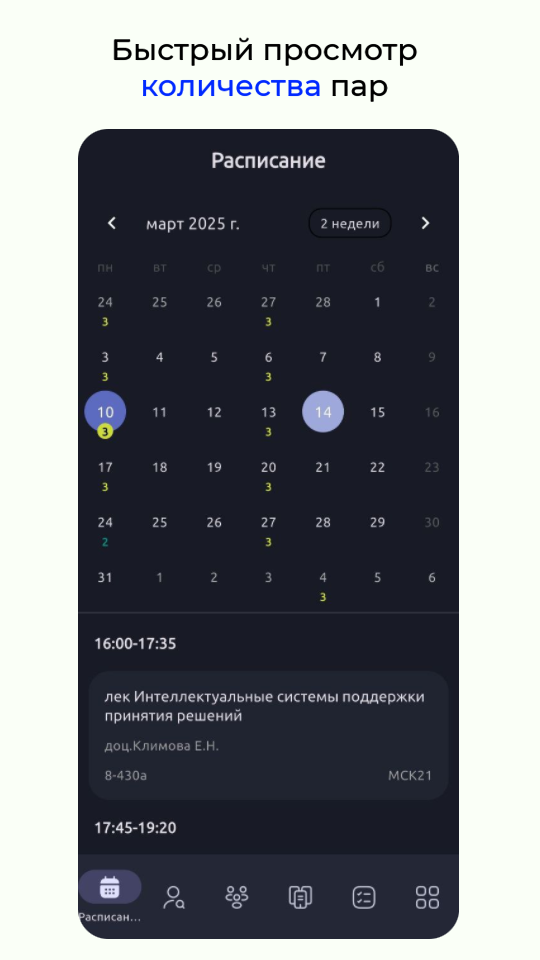 Быстрый просмотр
количества пар
Расписание
март 2025 г.
2 недели
пн вт ср чт пт сб вс
24 25 26 27 28 1 2
3 3
3 4 5 6 7 8 9
3 3
10 11 12 13 14 15 16
3 3
17 18 19 20 21 22 23
3 3
24 25 26 27 28 29 30
2 3
31 1 2 3 4 5 6
3
16:00-17:35
лек Интеллектуальные системы поддержки
принятия решений
доц.Климова Е.Н.
8-430а МСК21
17:45-19:20
Расписан...